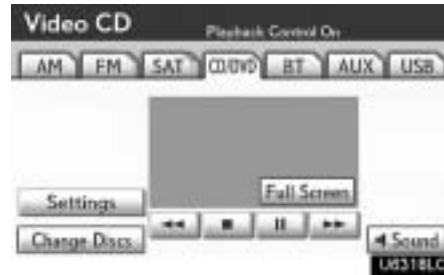 Video CD
Playback Control On
AM FM SAT CD/DVD BT AUX USB
Full Screen
Settings
Change Discs
Sound
U8318LC